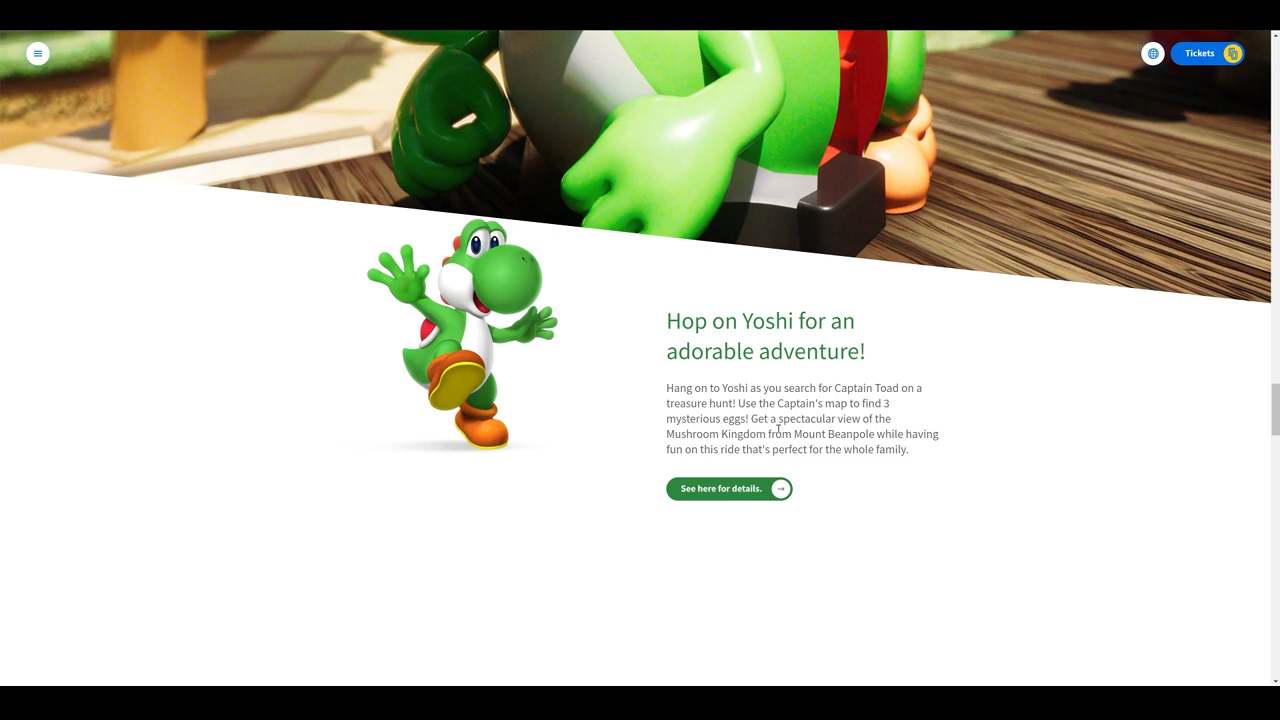 Tickets
Hop on Yoshi for an
adorable adventure!
Hang on to Yoshi as you search for Captain Toad on a
treasure hunt! Use the Captain's map to find 3
mysterious eggs! Get a spectacular view of the
Mushroom Kingdom from Mount Beanpole while having
fun on this ride that's perfect for the whole family.
See here for details.